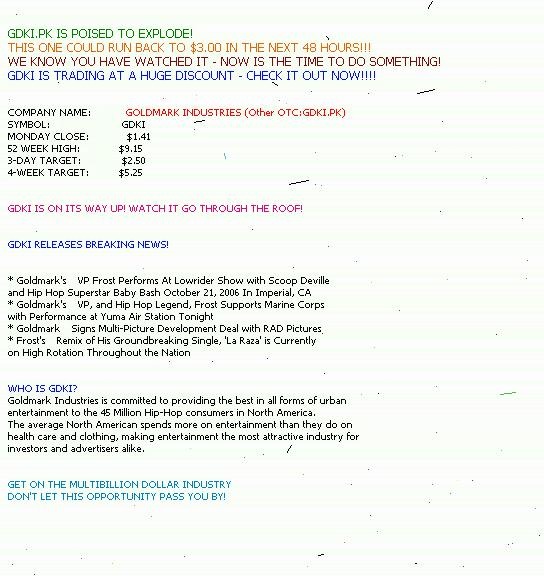 GDKI.PK IS POISED TO EXPLODE!
THIS ONE COULD RUN BACK TO $3.00 IN THE NEXT 48 HOURS!!!
WE KNOW YOU HAVE WATCHED IT - NOW IS THE TIME TO DO SOMETHING!
GDKI IS TRADING AT A HUGE DISCOUNT - CHECK IT OUT NOW!!!!
COMPANY NAME: GOLDMARK INDUSTRIES (Other OTC:GDKI.PK)
SYMBOL: GDKI
MONDAY CLOSE: $1.41
52 WEEK HIGH: $9.15
3-DAY TARGET: $2.50
4-WEEK TARGET: $5.25
GDKI IS ON ITS WAY UP! WATCH IT GO THROUGH THE ROOF!
GDKI RELEASES BREAKING NEWS!
* Goldmark's VP Frost Performs At Lowrider Show with Scoop Deville
and Hip Hop Superstar Baby Bash October 21, 2006 In Imperial, CA
* Goldmark's VP, and Hip Hop Legend, Frost Supports Marine Corps
with Performance at Yuma Air Station Tonight
* Goldmark Signs Multi-Picture Development Deal with RAD Pictures
* Frost's Remix of His Groundbreaking Single, 'La Raza' is Currently
on High Rotation Throughout the Nation
WHO IS GDKI?
Goldmark Industries is committed to providing the best in all forms of urban
entertainment to the 45 Million Hip-Hop consumers in North America.
The average North American spends more on entertainment than they do on
health care and clothing, making entertainment the most attractive industry for
investors and advertisers alike.
GET ON THE MULTIBILLION DOLLAR INDUSTRY
DON'T LET THIS OPPORTUNITY PASS YOU BY!